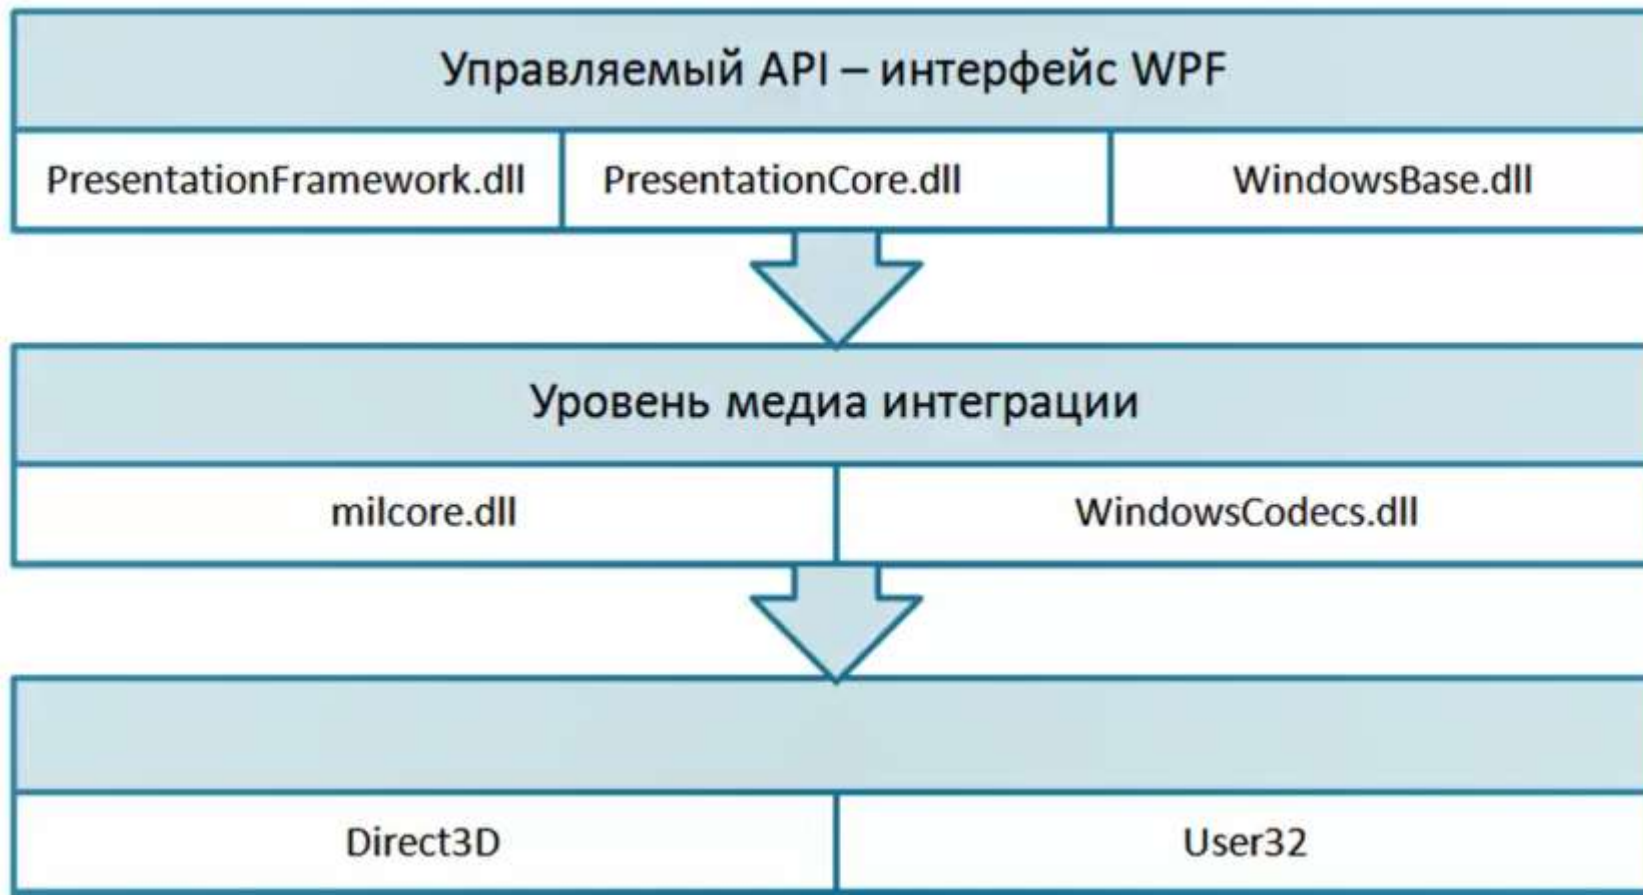 Управляемый API – интерфейс WPF
PresentationFramework.dll
PresentationCore.dll
WindowsBase.dll
Уровень медиа интеграции
milcore.dll
WindowsCodecs.dll
Direct3D
User32